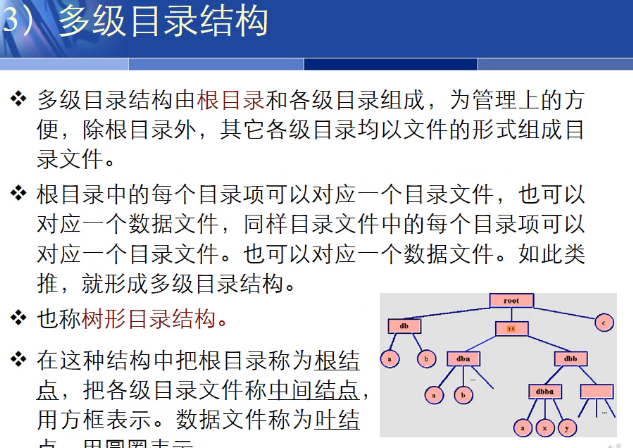 3） 多级目录结构
❖ 多级目录结构由根目录和各级目录组成，为管理上的方
便，除根目录外，其它各级目录均以文件的形式组成目
录文件。
❖ 根目录中的每个目录项可以对应一个目录文件，也可以
对应一个数据文件，同样目录文件中的每个目录项可以
对应一个目录文件。也可以对应一个数据文件。如此类
推，就形成多级目录结构。
❖ 也称树形目录结构。
❖ 在这种结构中把根目录称为根结
点，把各级目录文件称中间结点，
用方框表示。数据文件称为叶结
点，用圆圈表示
root
db
c
a
b
dba
dbb
a
b
...
dbba
...
a
x
y